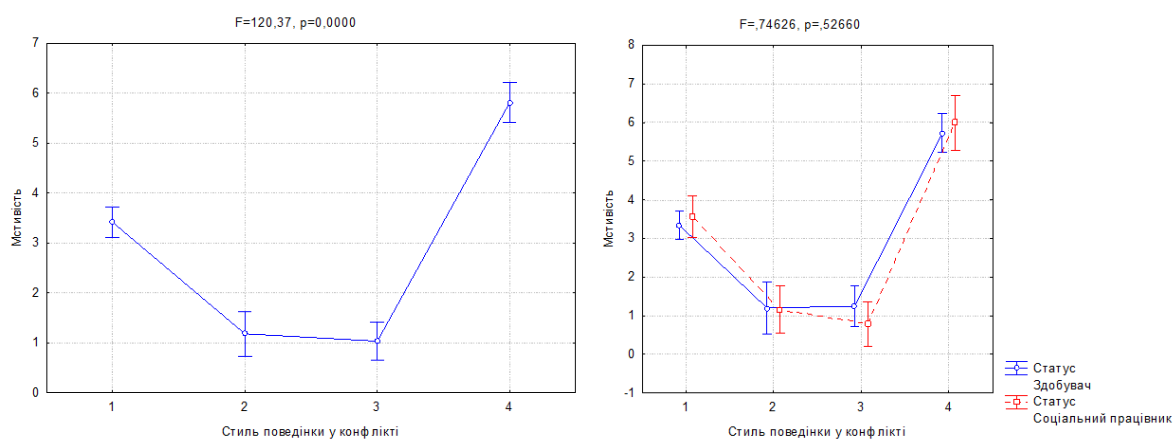 F=120,37, p=0,0000
7
6
5
4
3
2
1
0
Мстивість
1 2 3 4
Стиль поведінки у конфлікті
F=,74626, p=,52660
8
7
6
5
4
3
2
1
0
-1
Мстивість
1 2 3 4
Стиль поведінки у конфлікті
Статус
Здобувач
Статус
Соціальний працівник